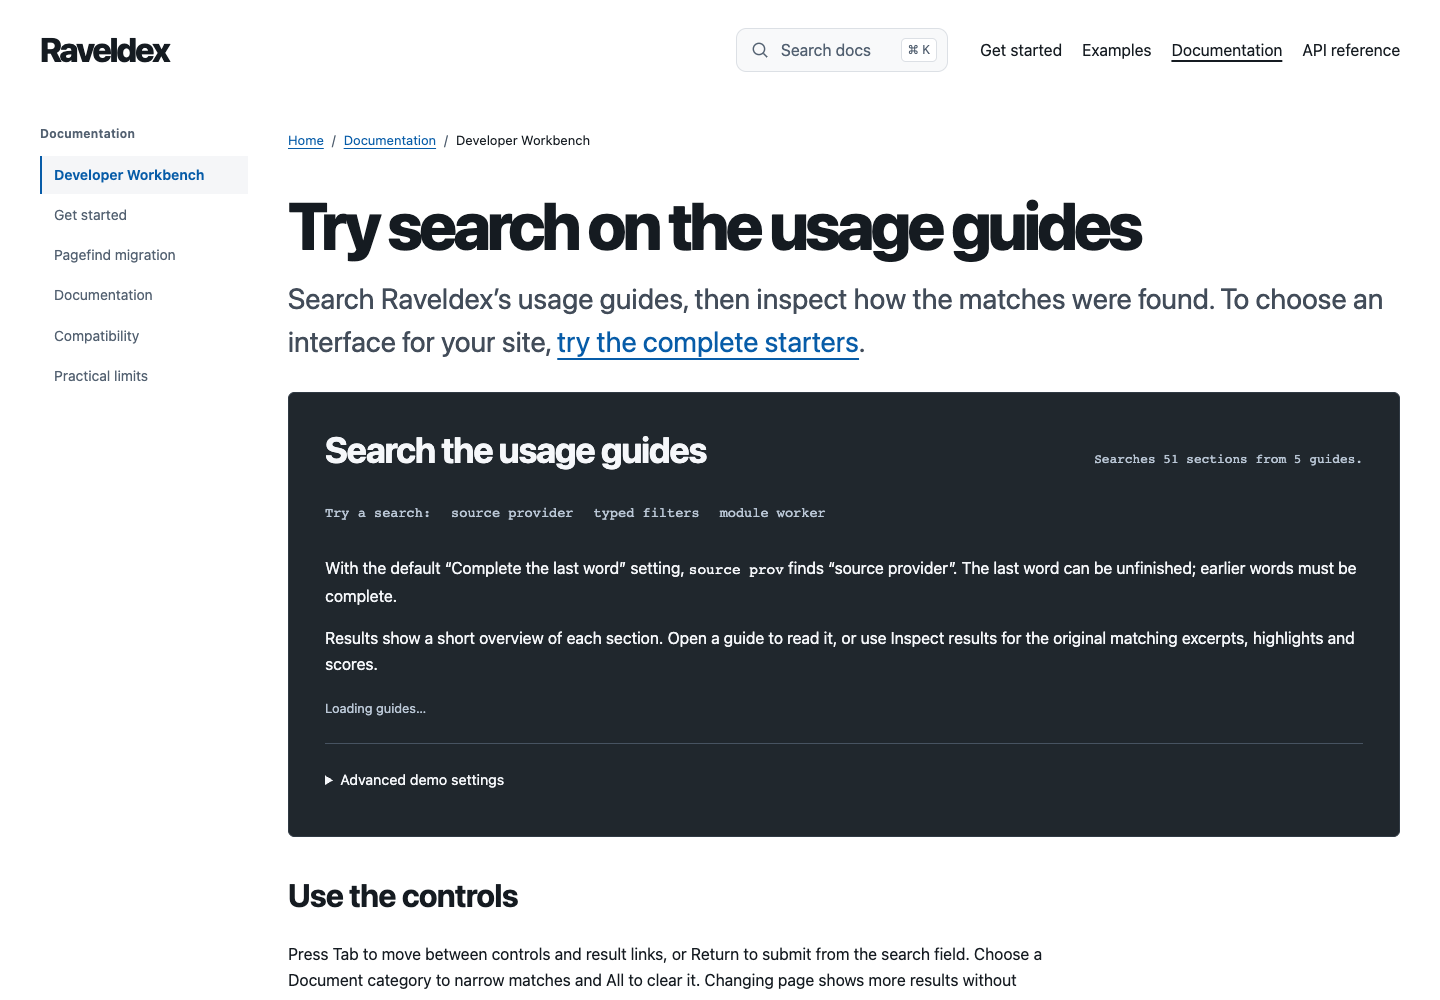 Raveldex
Search docs
⌘ K
Get started
Examples
Documentation
API reference
Documentation
Developer Workbench
Get started
Pagefind migration
Documentation
Compatibility
Practical limits
Home / Documentation / Developer Workbench
Try search on the usage guides
Search Raveldex’s usage guides, then inspect how the matches were found. To choose an
interface for your site, try the complete starters.
Search the usage guides
Searches 51 sections from 5 guides.
Try a search: source provider typed filters module worker
With the default “Complete the last word” setting, source prov finds “source provider”. The last word can be unfinished; earlier words must be
complete.
Results show a short overview of each section. Open a guide to read it, or use Inspect results for the original matching excerpts, highlights and
scores.
Loading guides…
Advanced demo settings
Use the controls
Press Tab to move between controls and result links, or Return to submit from the search field. Choose a
Document category to narrow matches and All to clear it. Changing page shows more results without